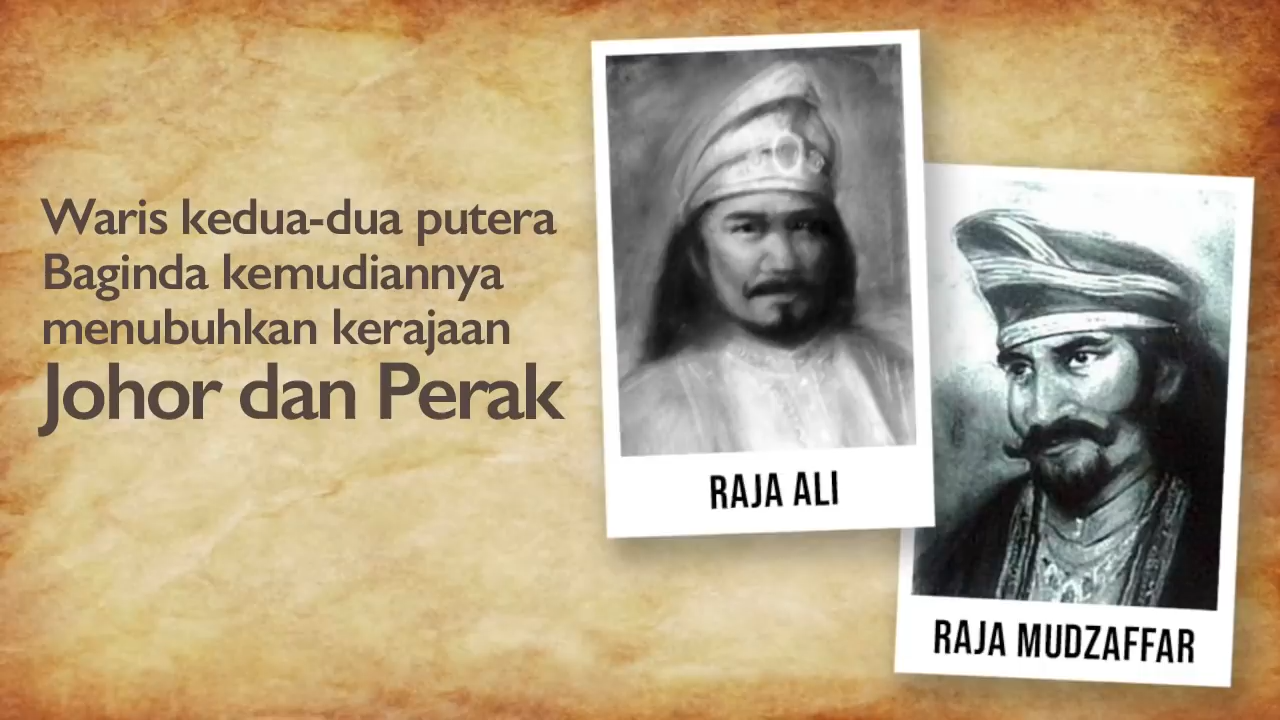 Waris kedua-dua putera
Baginda kemudiannya
menubuhkan kerajaan
Johor dan Perak
RAJA ALI
RAJA MUDZAFFAR